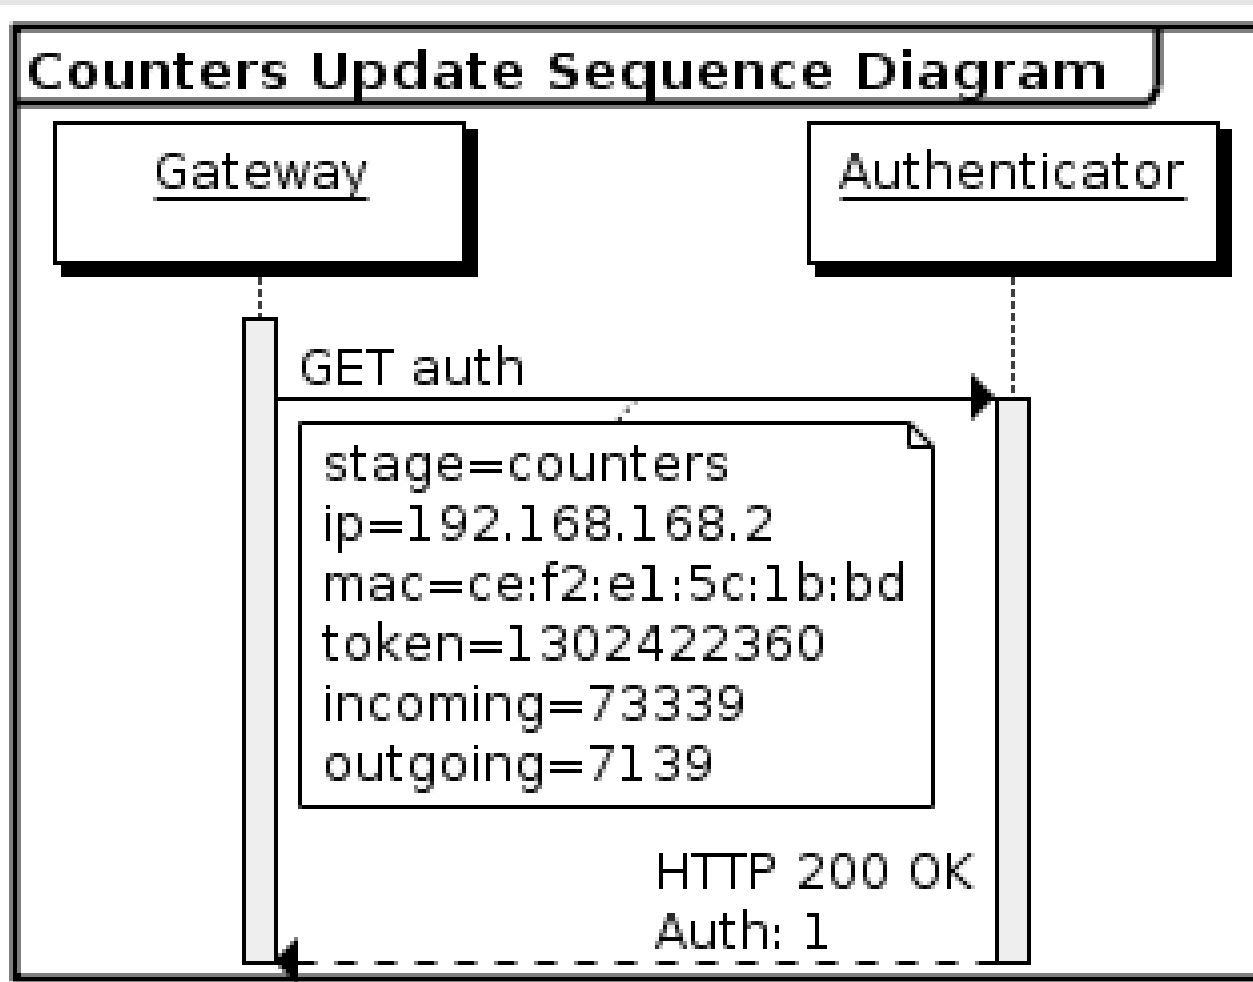 Counters Update Sequence Diagram
Gateway
Authenticator
GET auth
stage=counters
ip=192.168.168.2
mac=ce:f2:e1:5c:1b:bd
token=1302422360
incoming=73339
outgoing=7139
HTTP 200 OK
Auth: 1